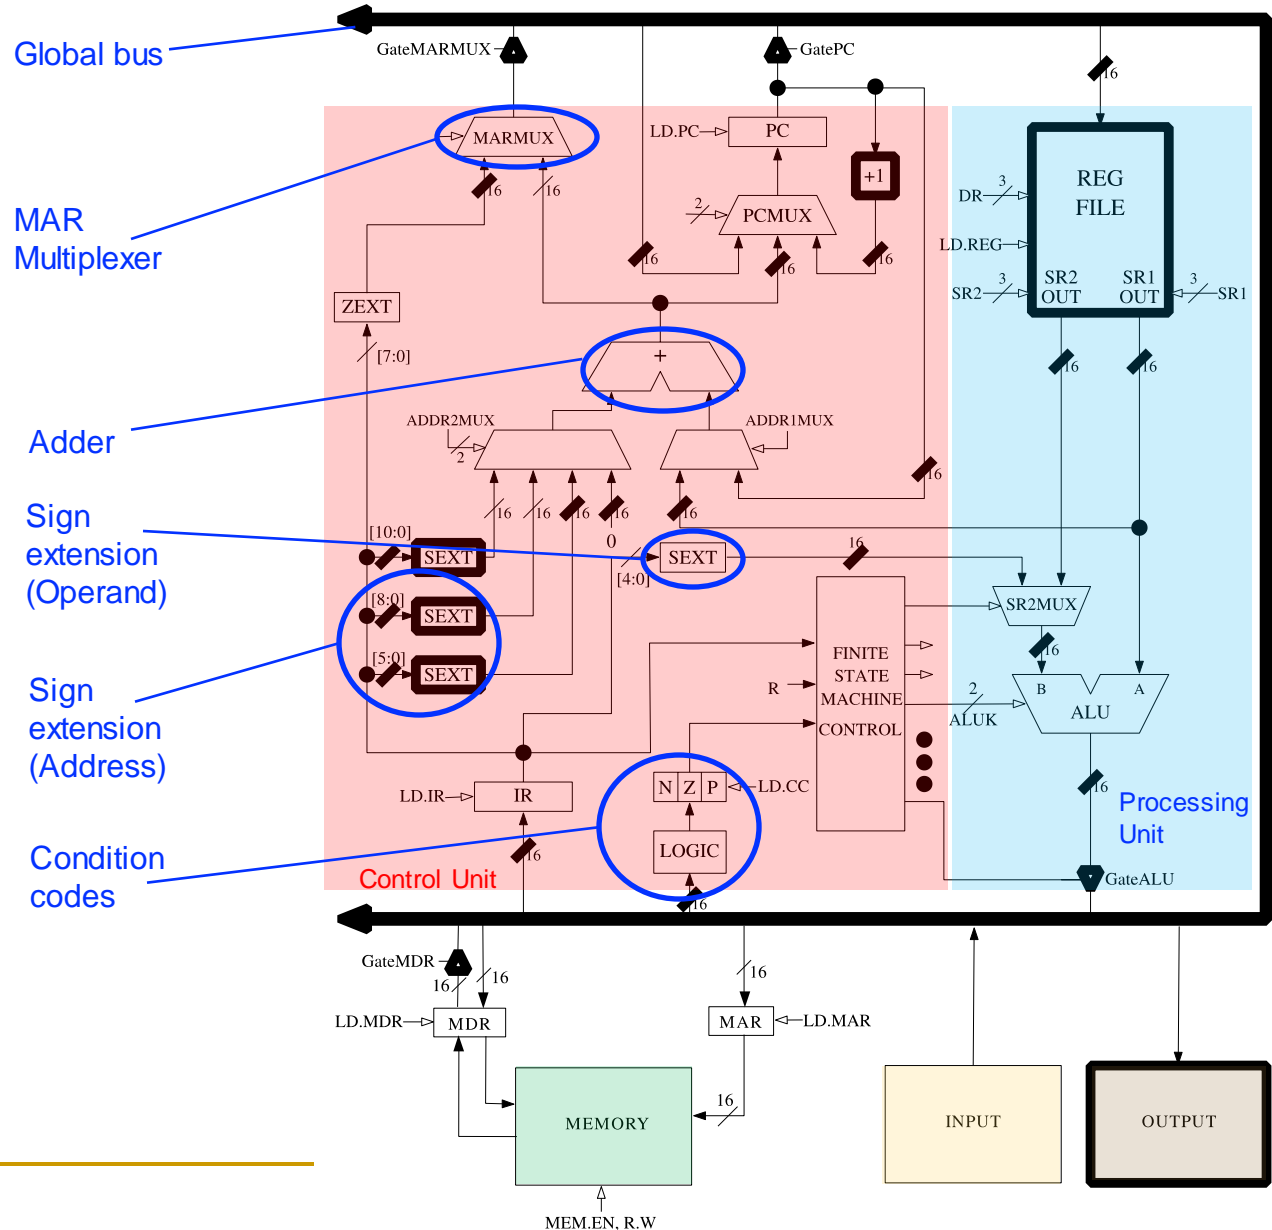 Global bus
GateMARMUX
GatePC
16
MARMUX
LD.PC
PC
+1
REG
FILE
16
16
2
PCMUX
DR
3
LD.REG
MAR
Multiplexer
16
16
16
SR2
3
SR2
OUT
SR1
OUT
3
SR1
ZEXT
[7:0]
+
16
16
Adder
ADDR2MUX
2
ADDR1MUX
16
Sign
extension
(Operand)
16
16
16
16
16
0
[10:0]
SEXT
[4:0]
SEXT
16
[8:0]
SEXT
SR2MUX
[5:0]
SEXT
16
Sign
extension
(Address)
FINITE
STATE
MACHINE
CONTROL
R
2
ALUK
B
A
ALU
LD.IR
IR
N
Z
P
LD.CC
16
Processing
Unit
Condition
codes
16
LOGIC
Control Unit
16
GateALU
GateMDR
16
16
16
LD.MDR
MDR
MAR
LD.MAR
16
MEMORY
INPUT
OUTPUT
MEM.EN, R.W